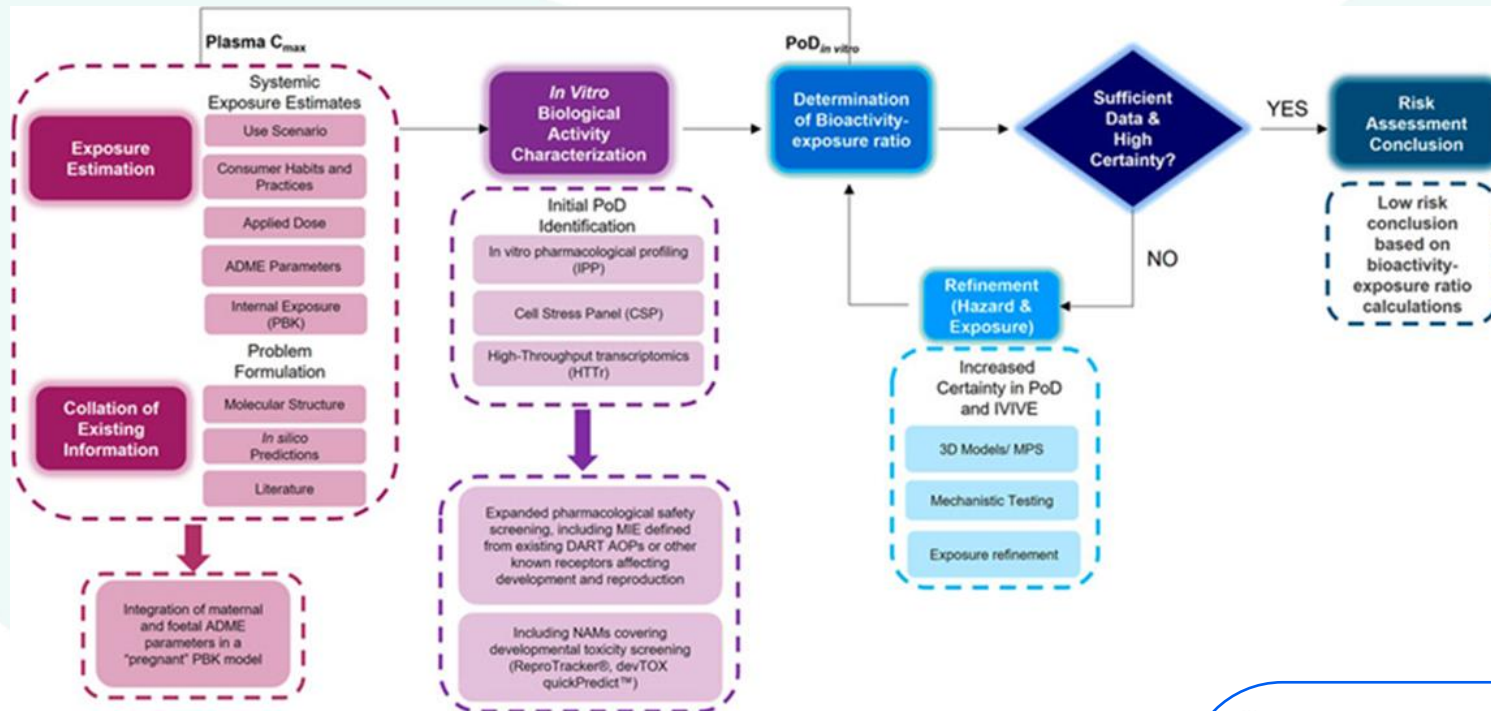 Plasma Cmax
Systemic
Exposure Estimates
Exposure
Estimation
Use Scenario
Consumer Habits and
Practices
Applied Dose
ADME Parameters
Internal Exposure
(PBK)
Problem
Formulation
Collation of
Existing
Information
Molecular Structure
In silico
Predictions
Literature
Integration of maternal
and foetal ADME
parameters in a
"pregnant" PBK model
In Vitro
Biological
Activity
Characterization
Initial PoD
Identification
In vitro pharmacological profiling
(IPP)
Cell Stress Panel (CSP)
High-Throughput transcriptomics
(HTTr)
Expanded pharmacological safety
screening, including MIE defined
from existing DART AOPs or other
known receptors affecting
development and reproduction
Including NAMs covering
developmental toxicity screening
(ReproTracker®, devTOX
quickPredict™)
PoDin vitro
Determination
of Bioactivity-
exposure ratio
Sufficient
Data &
High
Certainty?
YES
NO
Refinement
(Hazard &
Exposure)
Increased
Certainty in PoD
and IVIVE
3D Models/ MPS
Mechanistic Testing
Exposure refinement
Risk
Assessment
Conclusion
Low risk
conclusion
based on
bioactivity-
exposure ratio
calculations